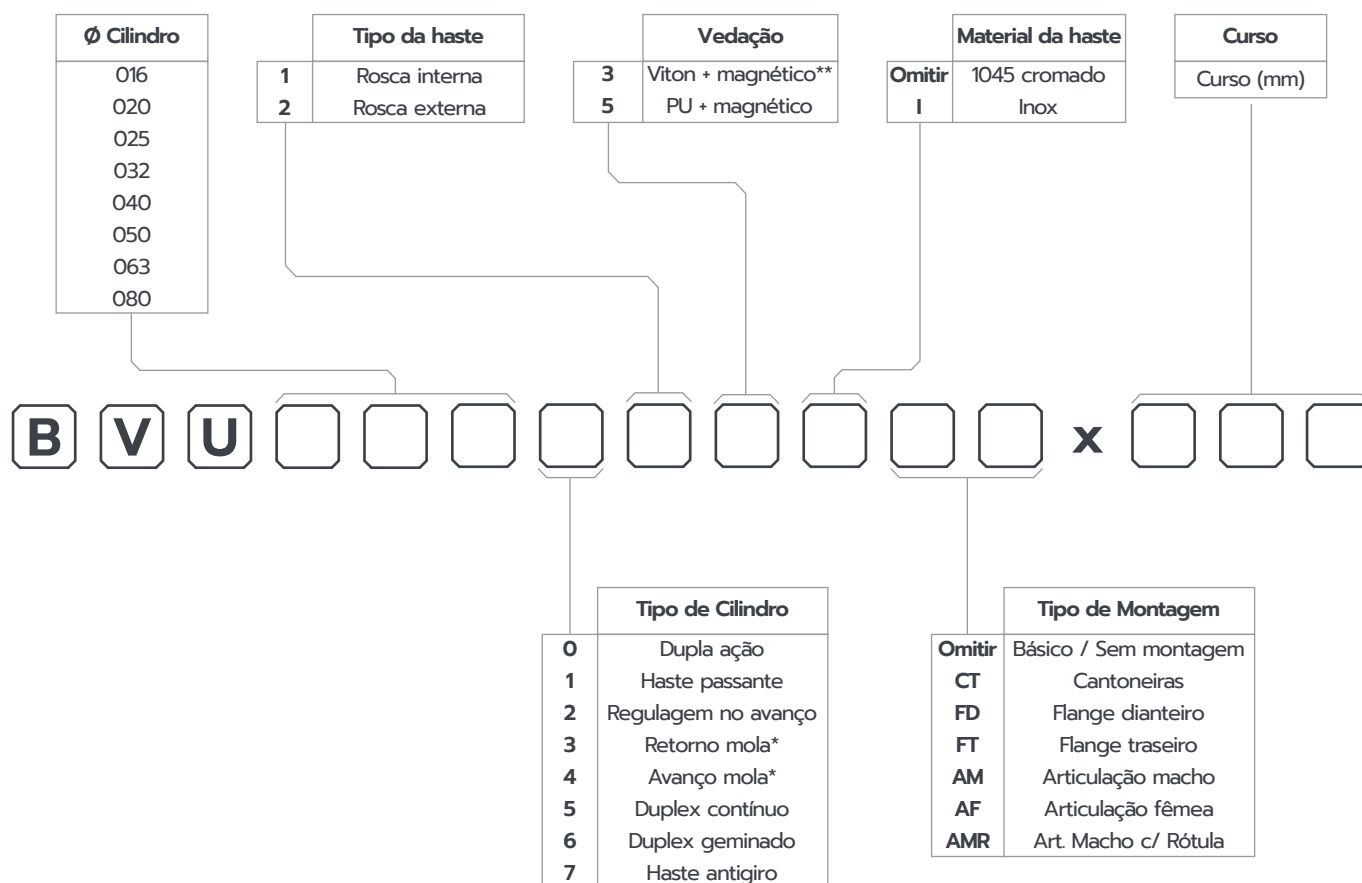 Ø Cilindro
016
020
025
032
040
050
063
080
Tipo da haste
1 Rosca interna
2 Rosca externa
Vedação
3 Viton + magnético**
5 PU + magnético
Material da haste
Omitir 1045 cromado
I Inox
Curso
Curso (mm)
B V U x
Tipo de Cilindro
0 Dupla ação
1 Haste passante
2 Regulagem no avanço
3 Retorno mola*
4 Avanço mola*
5 Duplex contínuo
6 Duplex geminado
7 Haste antigiro
Tipo de Montagem
Omitir Básico / Sem montagem
CT Cantoneiras
FD Flange dianteiro
FT Flange traseiro
AM Articulação macho
AF Articulação fêmea
AMR Art. Macho c/ Rótula